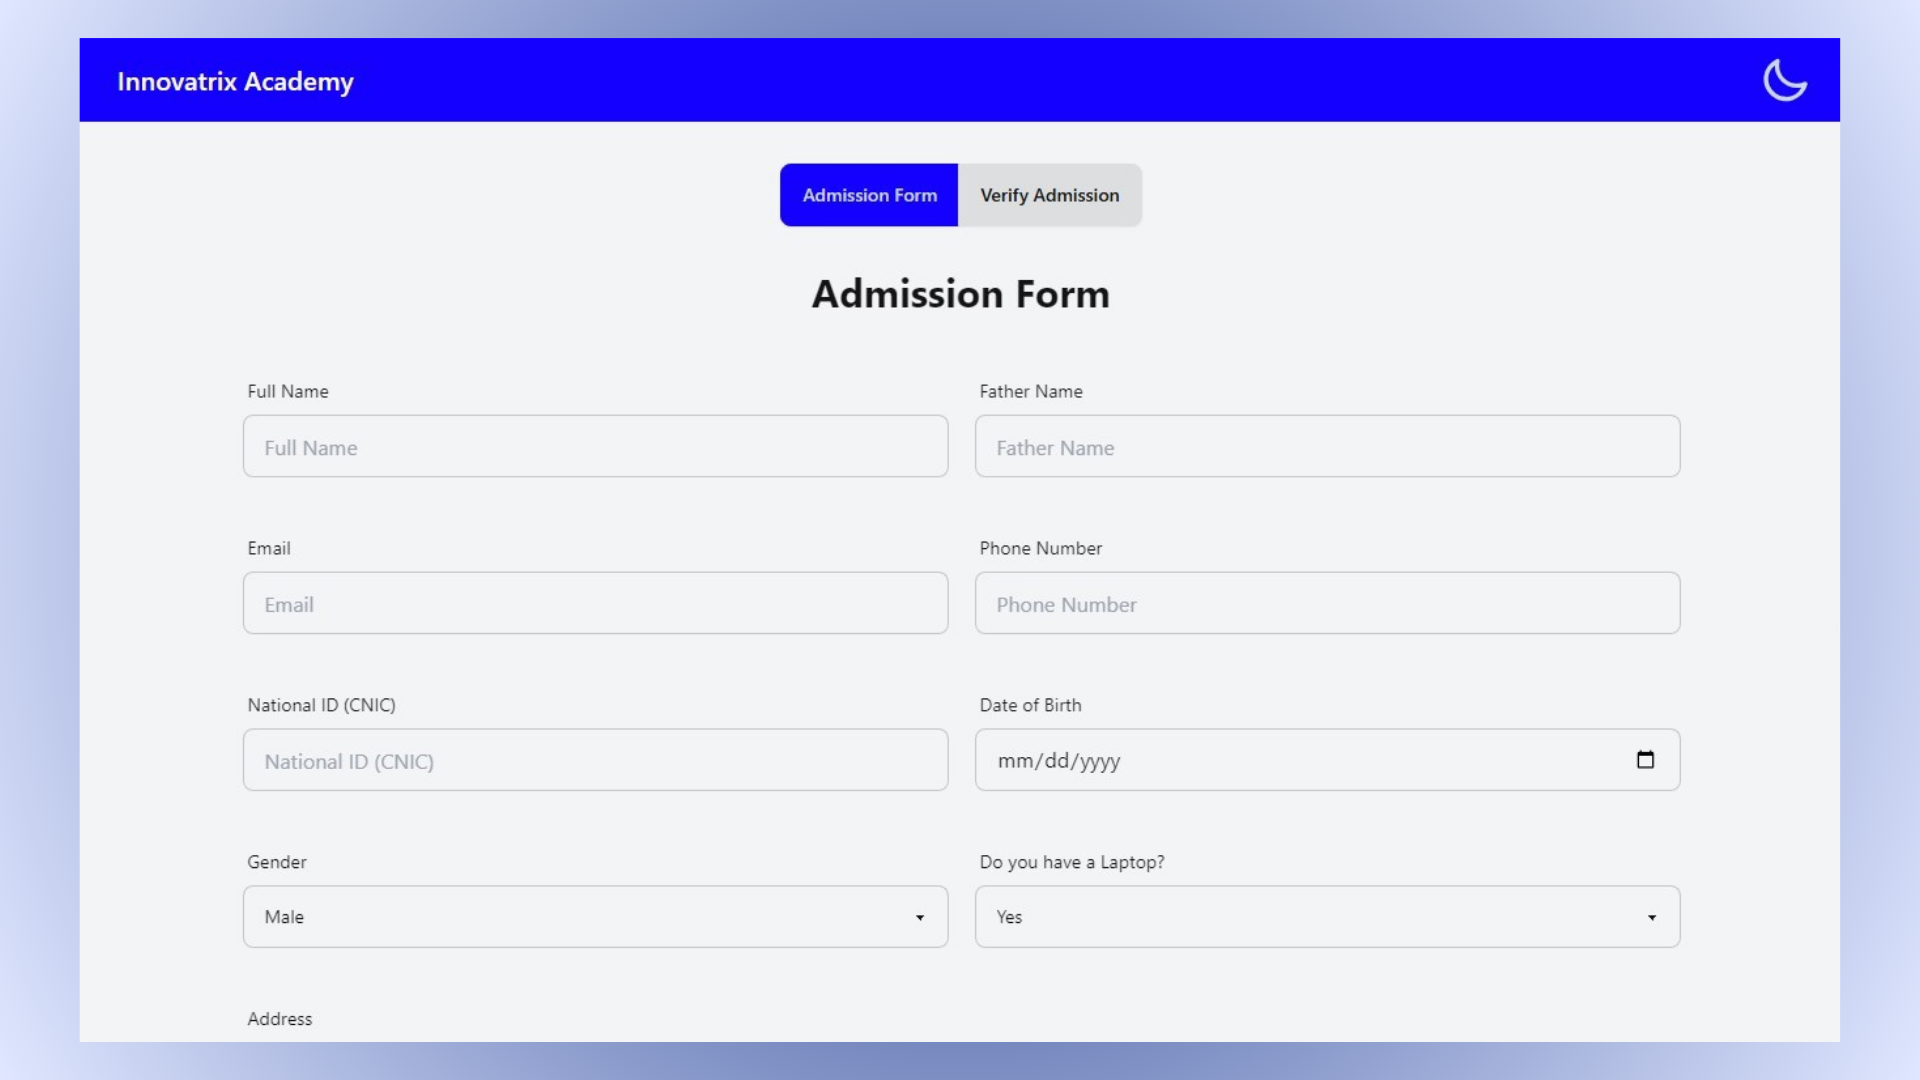 Innovatrix Academy
Admission Form Verify Admission
Admission Form
Full Name Father Name
Full Name Father Name
Email Phone Number
Email Phone Number
National ID (CNIC) Date of Birth
National ID (CNIC) mm/dd/yyyy
Gender Do you have a Laptop?
Male Yes
Address